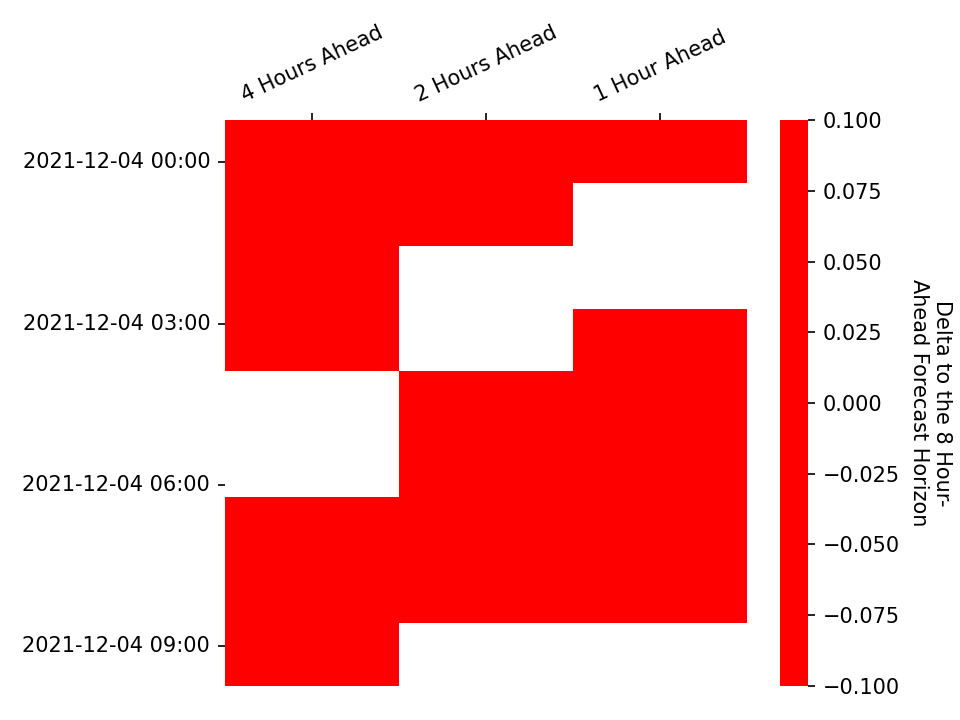 4 Hours Ahead
2 Hours Ahead
1 Hour Ahead
2021-12-04 00:00
2021-12-04 03:00
2021-12-04 06:00
2021-12-04 09:00
0.100
0.075
0.050
0.025
0.000
−0.025
−0.050
−0.075
−0.100
Delta to the 8 Hour-
Ahead Forecast Horizon